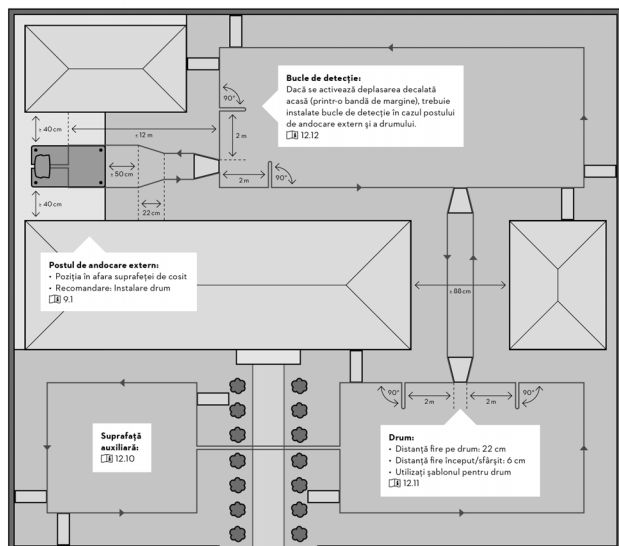 Bucle de detecție:
Dacă se activează deplasarea decalată
acasă (printr-o bandă de margine), trebuie
instalate bucle de detecție în cazul postului
de andocare extern și a drumului.
12.12
90°
2 m
≥ 40 cm
≤ 12 m
≥ 50 cm
22 cm
2 m
90°
≥ 40 cm
Postul de andocare extern:
• Poziția în afara suprafeței de cosit
• Recomandare: Instalare drum
9.1
≥ 88 cm
90°
2 m
2 m
90°
Suprafață
auxiliară:
12.10
Drum:
• Distanță fire pe drum: 22 cm
• Distanță fire început/sfârșit: 6 cm
• Utilizați șablonul pentru drum
12.11